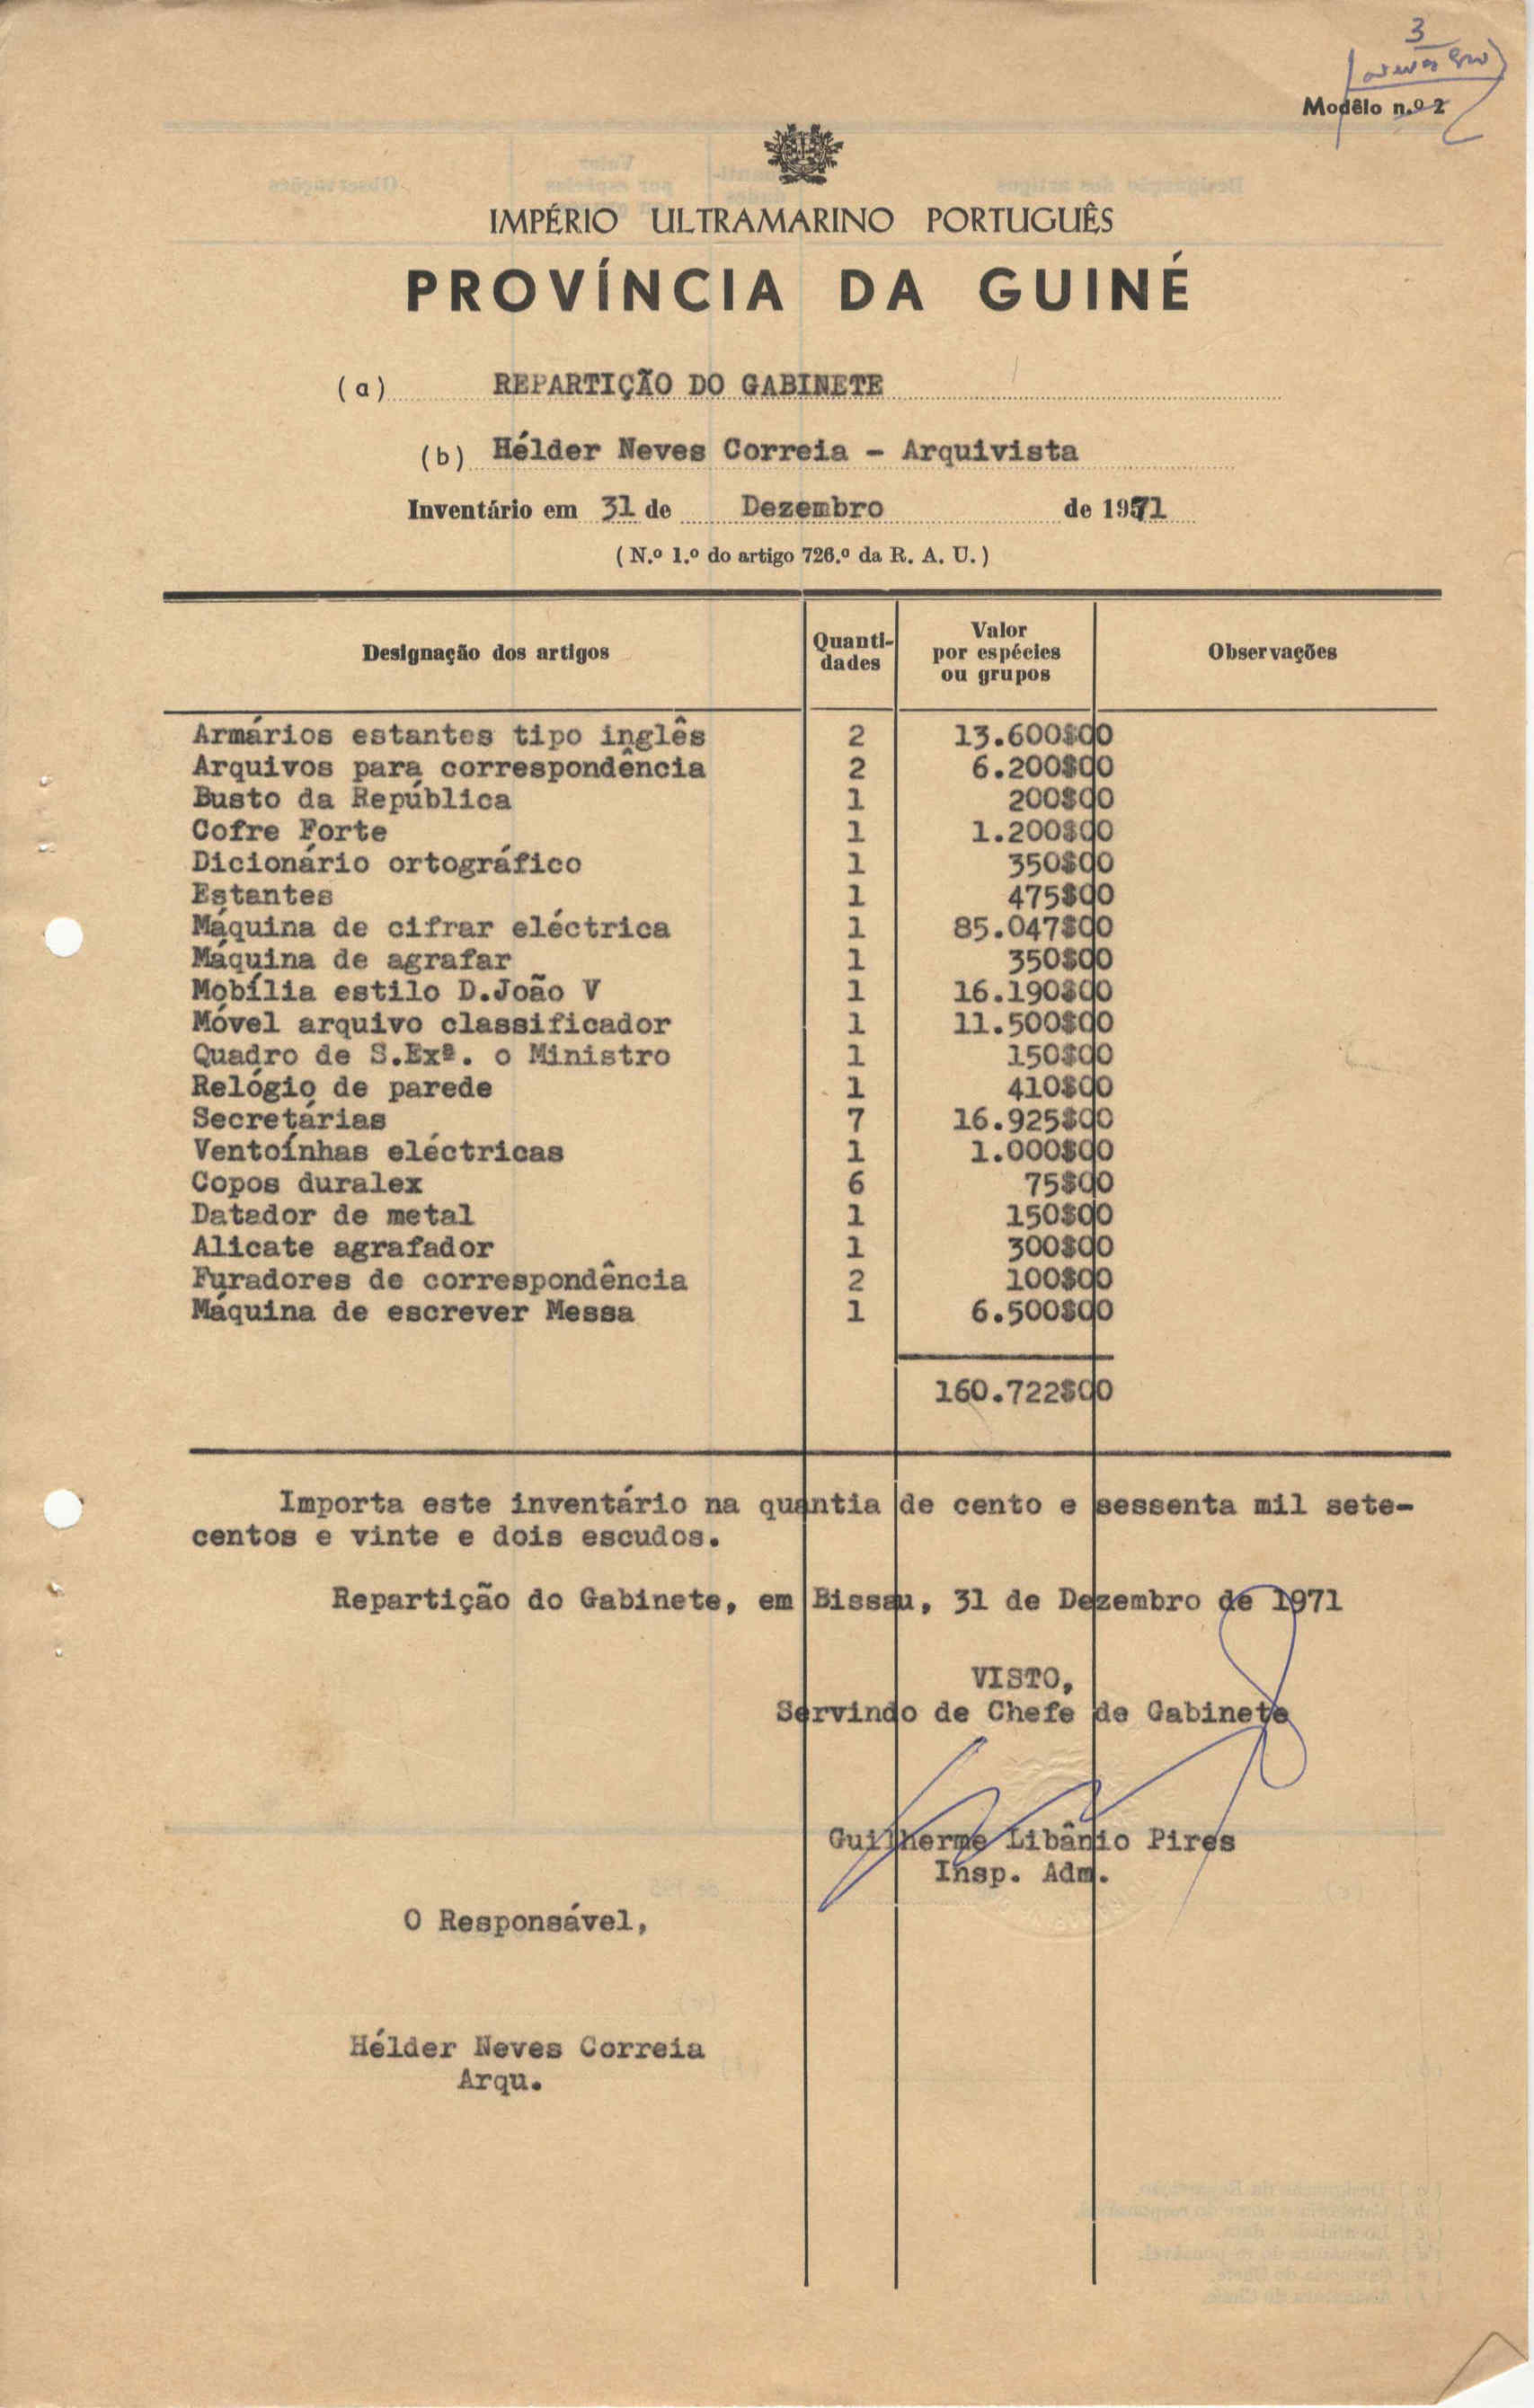 3
Modêlo n.º 2
IMPÉRIO ULTRAMARINO PORTUGUÊS
PROVÍNCIA DA GUINÉ
(a) REPARTIÇÃO DO GABINETE
(b) Hélder Neves Correia - Arquivista
Inventário em 31 de Dezembro de 1971
(N.º 1.º do artigo 726.º da R. A. U.)
Designação dos artigos Quanti-dades Valor por espécies ou grupos Observações
Armários estantes tipo inglês 2 13.600$00
Arquivos para correspondência 2 6.200$00
Busto da República 1 200$00
Cofre Forte 1 1.200$00
Dicionário ortográfico 1 350$00
Estantes 1 475$00
Máquina de cifrar eléctrica 1 85.047$00
Máquina de agrafar 1 350$00
Mobília estilo D.João V 1 16.190$00
Móvel arquivo classificador 1 11.500$00
Quadro de S.Exª. o Ministro 1 150$00
Relógio de parede 1 410$00
Secretárias 7 16.925$00
Ventoínhas eléctricas 1 1.000$00
Copos duralex 6 75$00
Datador de metal 1 150$00
Alicate agrafador 1 300$00
Furadores de correspondência 2 100$00
Máquina de escrever Messa 1 6.500$00
160.722$00
Importa este inventário na quantia de cento e sessenta mil sete-
centos e vinte e dois escudos.
Repartição do Gabinete, em Bissau, 31 de Dezembro de 1971
VISTO,
Servindo de Chefe de Gabinete
Guilherme Libânio Pires
Insp. Adm.
O Responsável,
Hélder Neves Correia
Arqu.